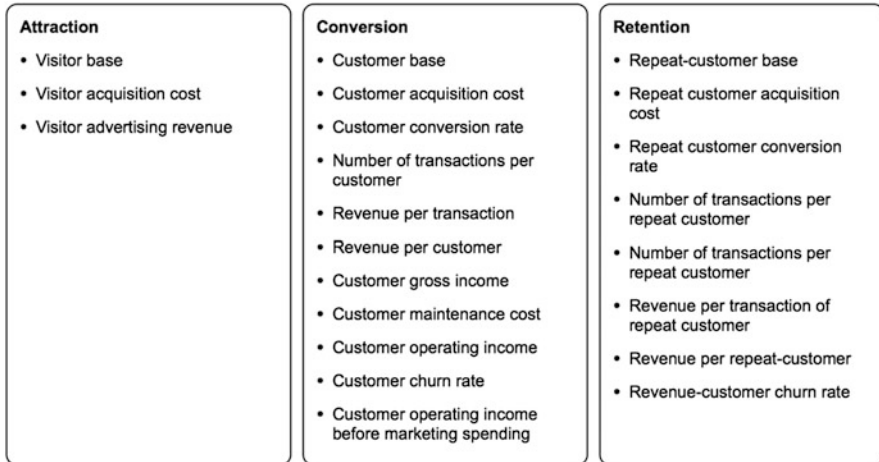 Attraction
• Visitor base
• Visitor acquisition cost
• Visitor advertising revenue
Conversion
• Customer base
• Customer acquisition cost
• Customer conversion rate
• Number of transactions per
customer
• Revenue per transaction
• Revenue per customer
• Customer gross income
• Customer maintenance cost
• Customer operating income
• Customer churn rate
• Customer operating income
before marketing spending
Retention
• Repeat-customer base
• Repeat customer acquisition
cost
• Repeat customer conversion
rate
• Number of transactions per
repeat customer
• Number of transactions per
repeat customer
• Revenue per transaction of
repeat customer
• Revenue per repeat-customer
• Revenue-customer churn rate